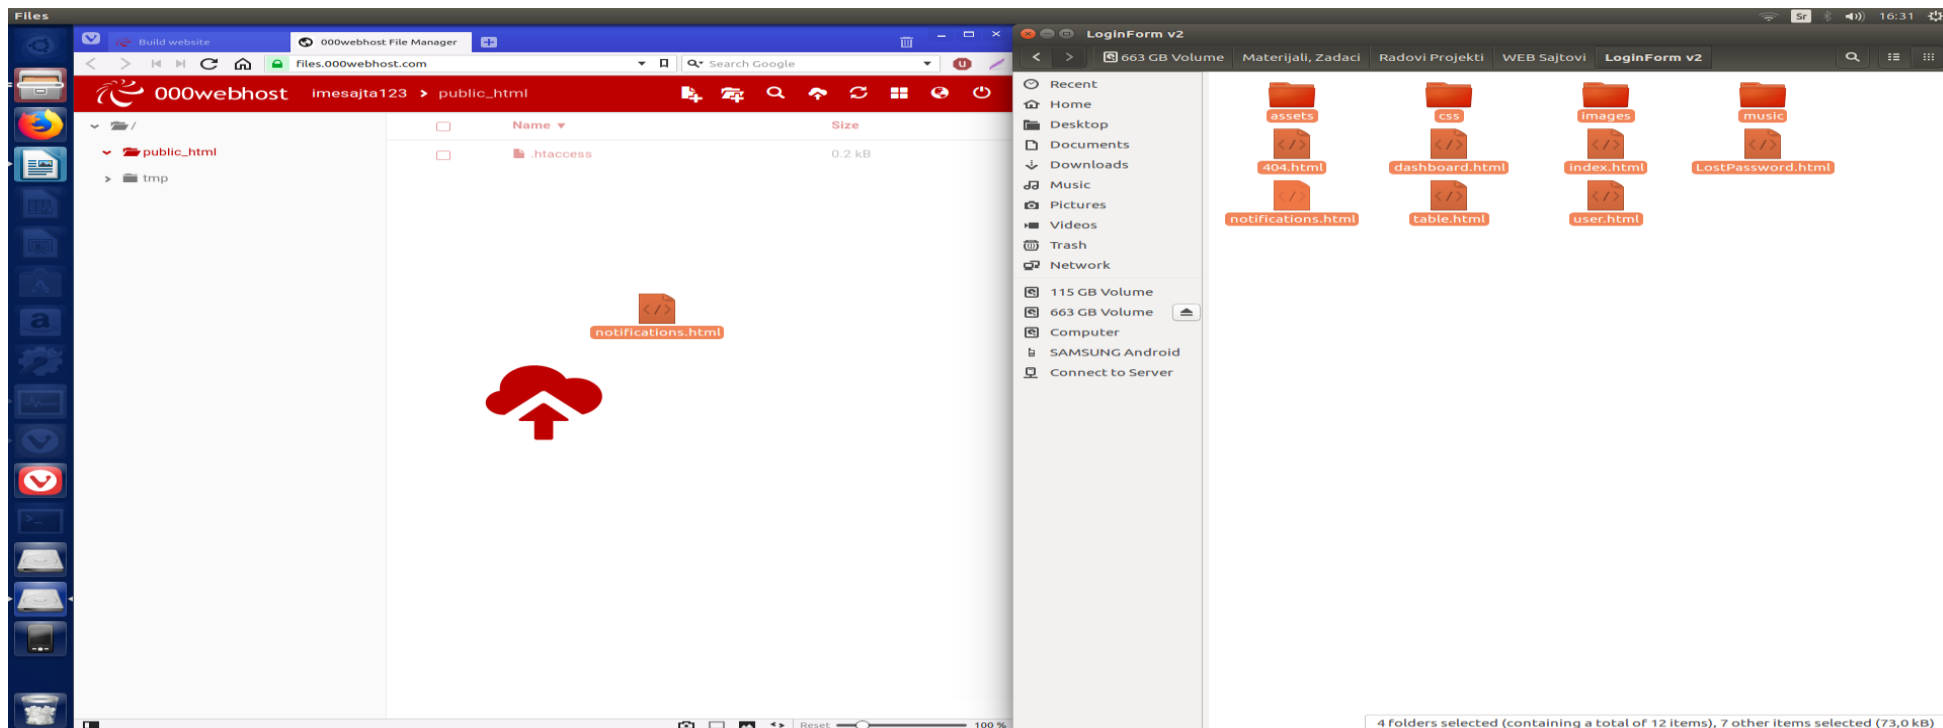 Files
Sr
16:31
Build website
000webhost File Manager
files.000webhost.com
Search Google
000webhost
imesajta123 > public_html
/
public_html
tmp
Name
Size
.htaccess
0.2 kB
notifications.html
Reset
100 %
LoginForm v2
663 GB Volume
Materijali, Zadaci
Radovi Projekti
WEB Sajtovi
LoginForm v2
Recent
Home
Desktop
Documents
Downloads
Music
Pictures
Videos
Trash
Network
115 GB Volume
663 GB Volume
Computer
SAMSUNG Android
Connect to Server
assets
css
images
music
404.html
dashboard.html
index.html
LostPassword.html
notifications.html
table.html
user.html
4 folders selected (containing a total of 12 items), 7 other items selected (73,0 kB)